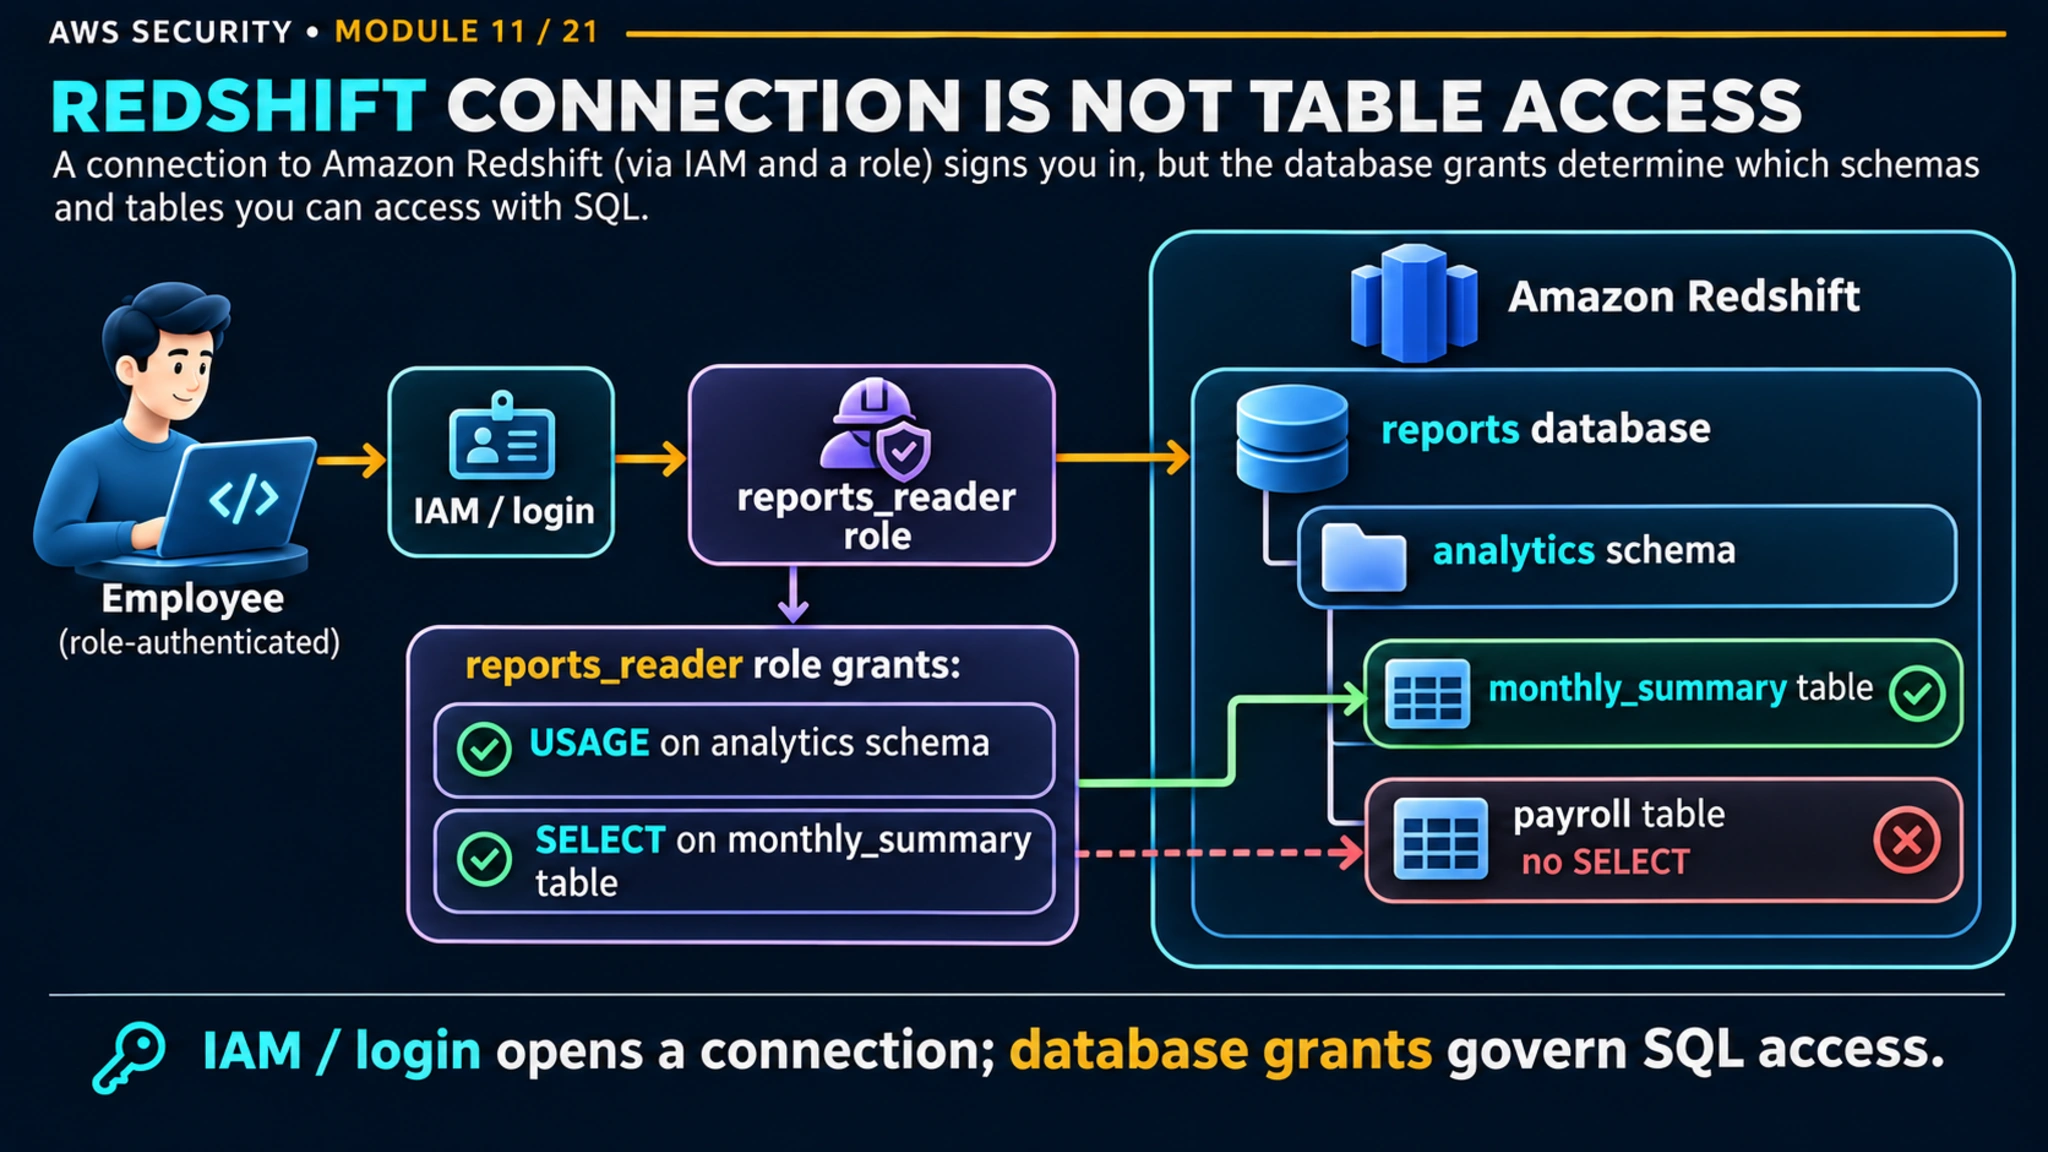 AWS SECURITY • MODULE 11 / 21
REDSHIFT CONNECTION IS NOT TABLE ACCESS
A connection to Amazon Redshift (via IAM and a role) signs you in, but the database grants determine which schemas
and tables you can access with SQL.
Amazon Redshift
reports database
analytics schema
monthly_summary table
payroll table
no SELECT
</>
Employee
(role-authenticated)
IAM / login
reports_reader
role
reports_reader role grants:
USAGE on analytics schema
SELECT on monthly_summary
table
IAM / login opens a connection; database grants govern SQL access.